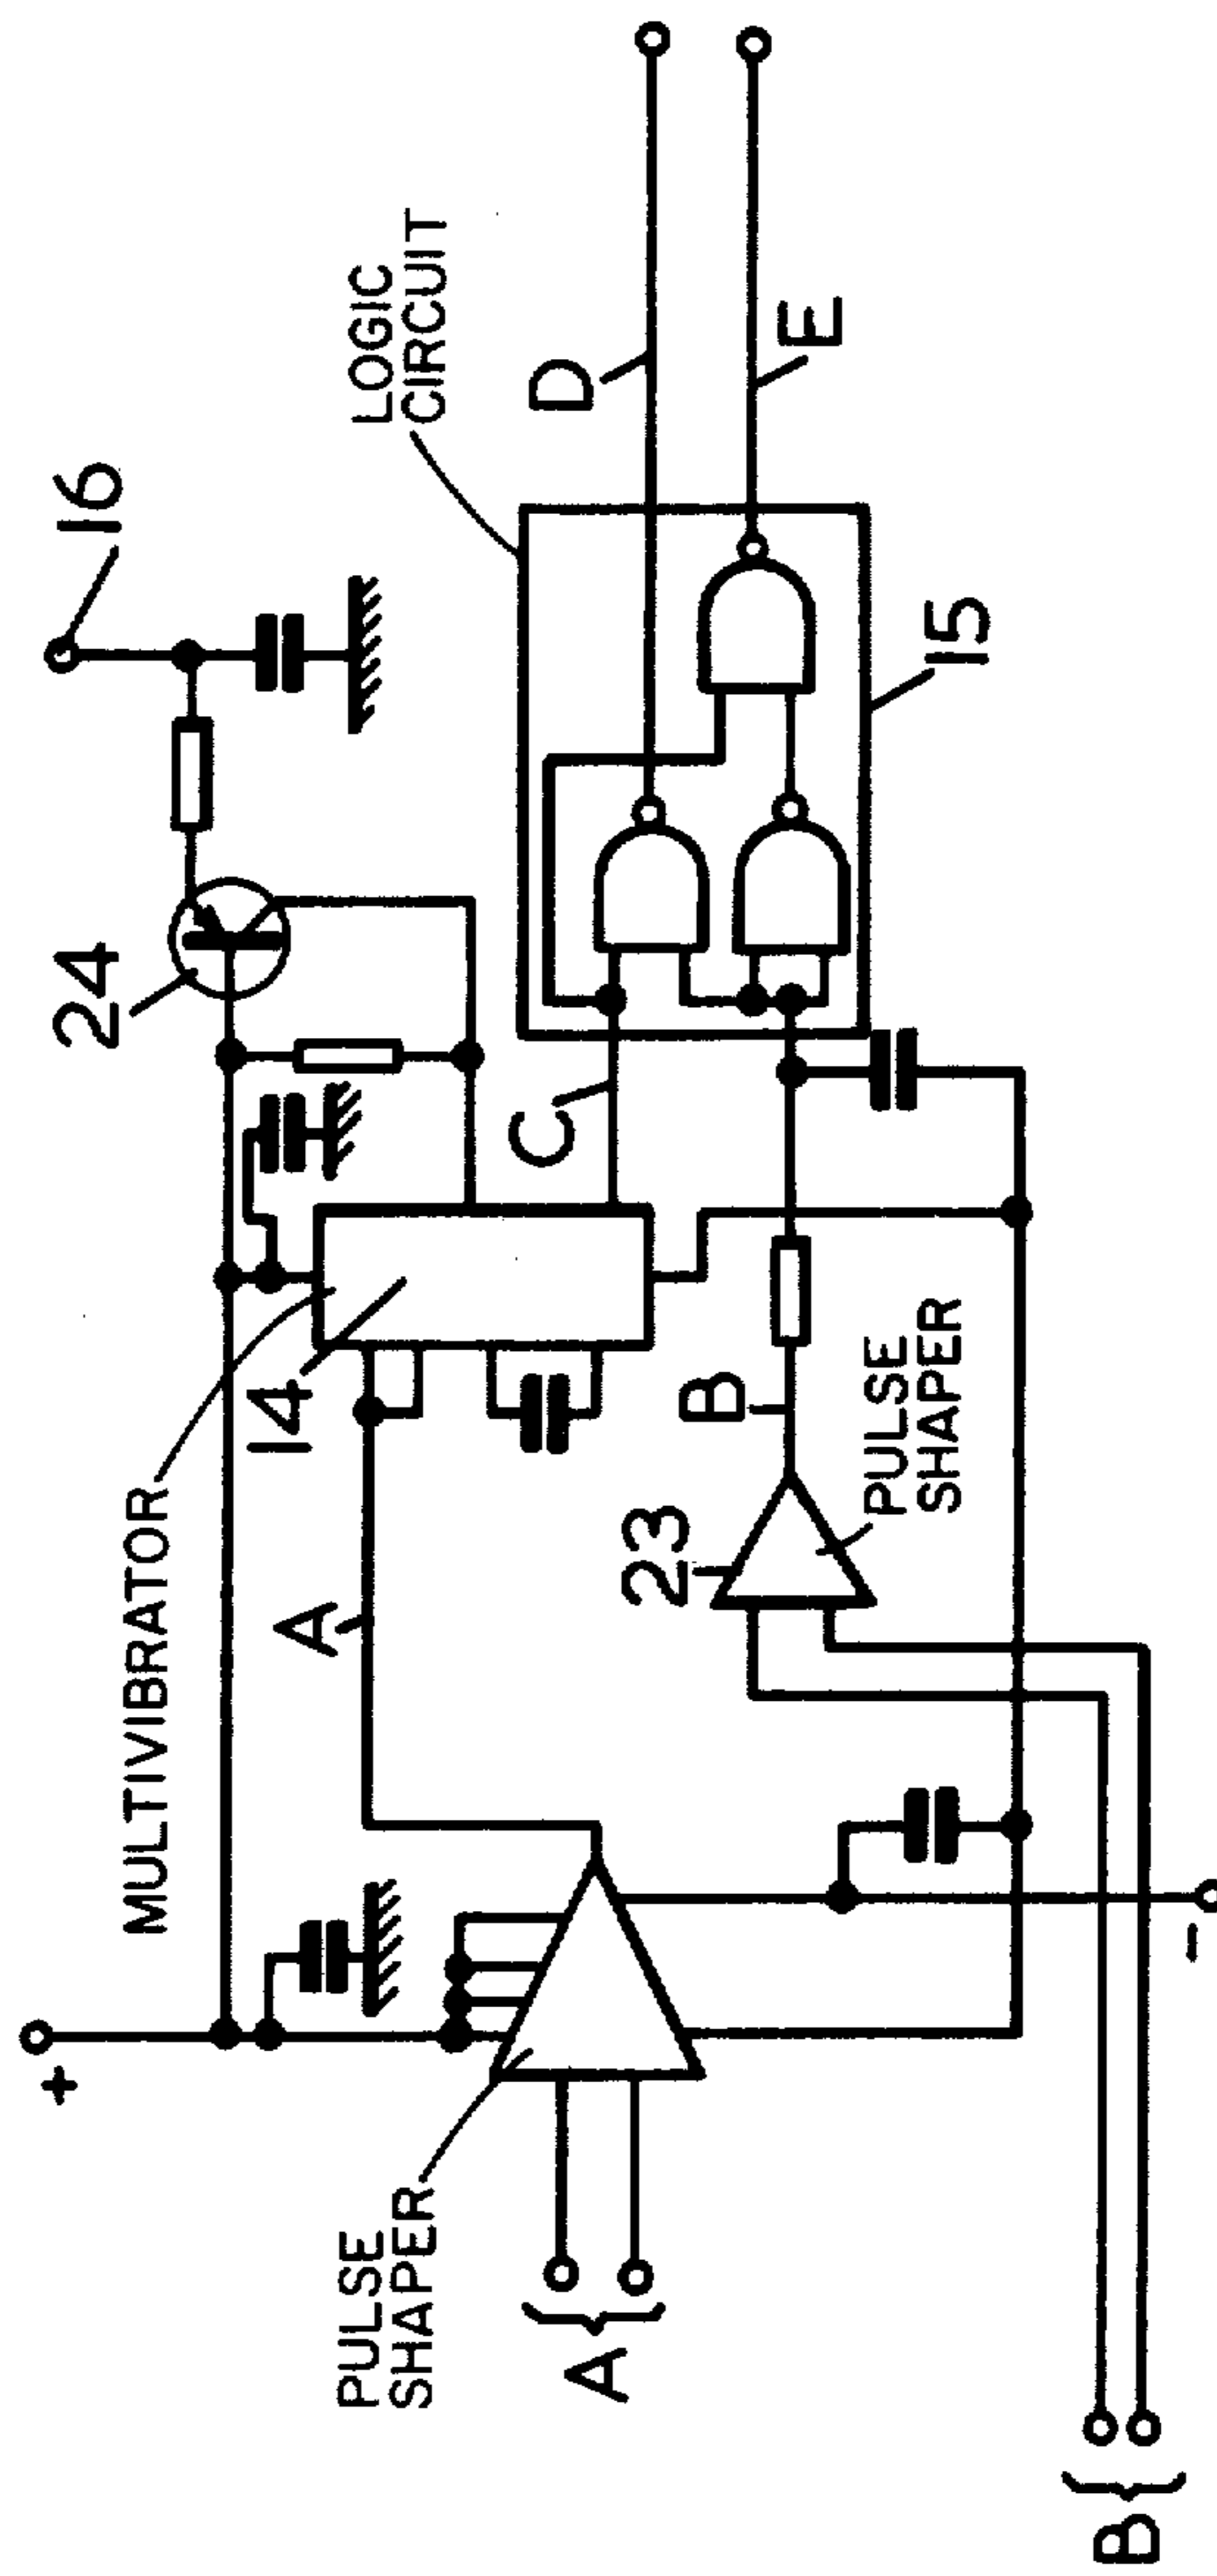 16
24
LOGIC
CIRCUIT
D
E
15
C
MULTIVIBRATOR
14
A
B
23
PULSE
SHAPER
+
-
PULSE
SHAPER
A
B